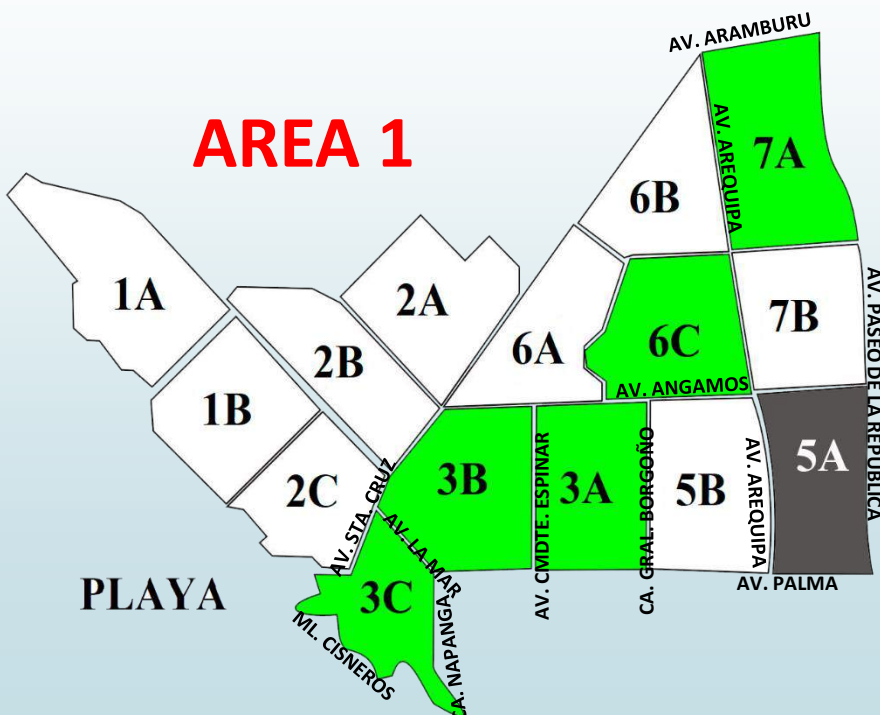 AV. ARAMBURU
AREA 1
AV. AREQUIPA
7A
6B
1A
2A
7B
AV. PASEO DE LA REPUBLICA
6A
6C
2B
AV. ANGAMOS
1B
5A
3B
3A
5B
2C
AV. STA. CRUZ
AV. CMDTE. ESPINAR
CA. GRAL. BORGOÑO
AV. AREQUIPA
AV. LA MAR
AV. PALMA
PLAYA
3C
ML. CISNEROS
CA. NAPANGA